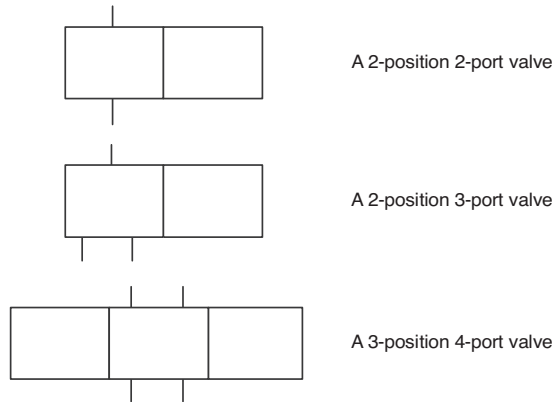 A 2-position 2-port valve
A 2-position 3-port valve
A 3-position 4-port valve